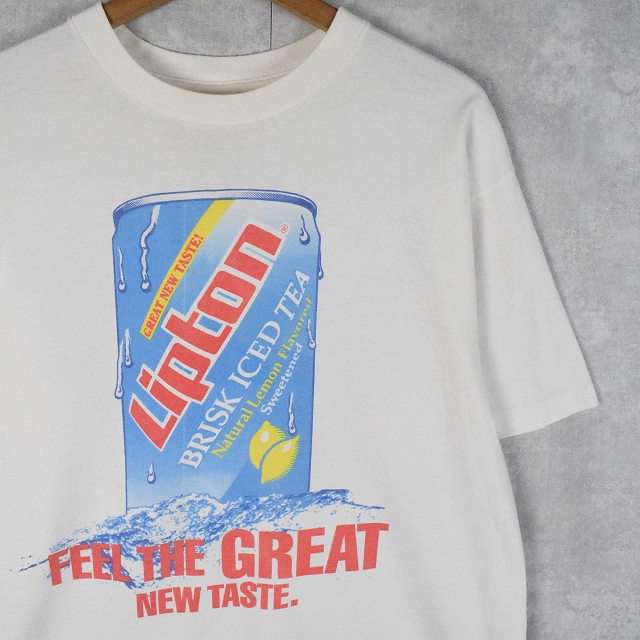 GREAT NEW TASTE!
Lipton®
BRISK ICED TEA
Natural Lemon Flavored
Sweetened
FEEL THE GREAT
NEW TASTE.